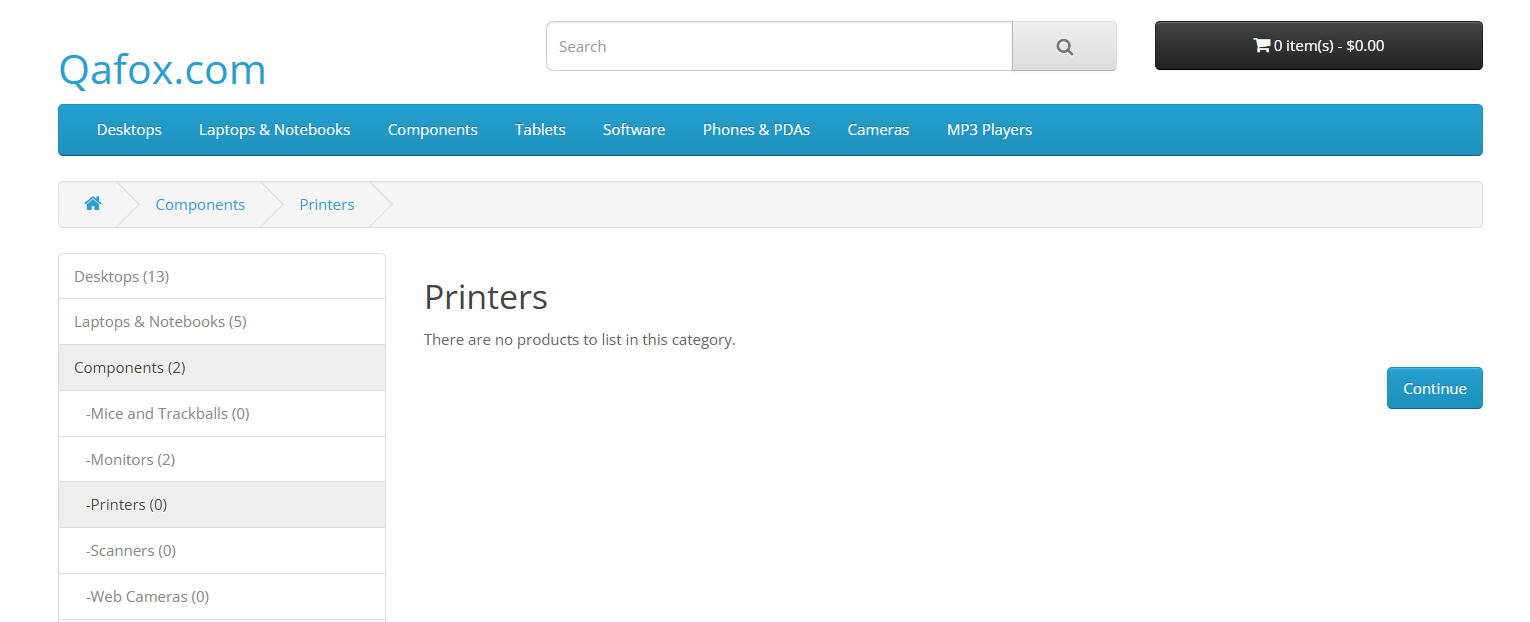 Search
0 item(s) - $0.00
Qafox.com
Desktops Laptops & Notebooks Components Tablets Software Phones & PDAs Cameras MP3 Players
Components Printers
Desktops (13)
Laptops & Notebooks (5)
Components (2)
-Mice and Trackballs (0)
-Monitors (2)
-Printers (0)
-Scanners (0)
-Web Cameras (0)
Printers
There are no products to list in this category.
Continue